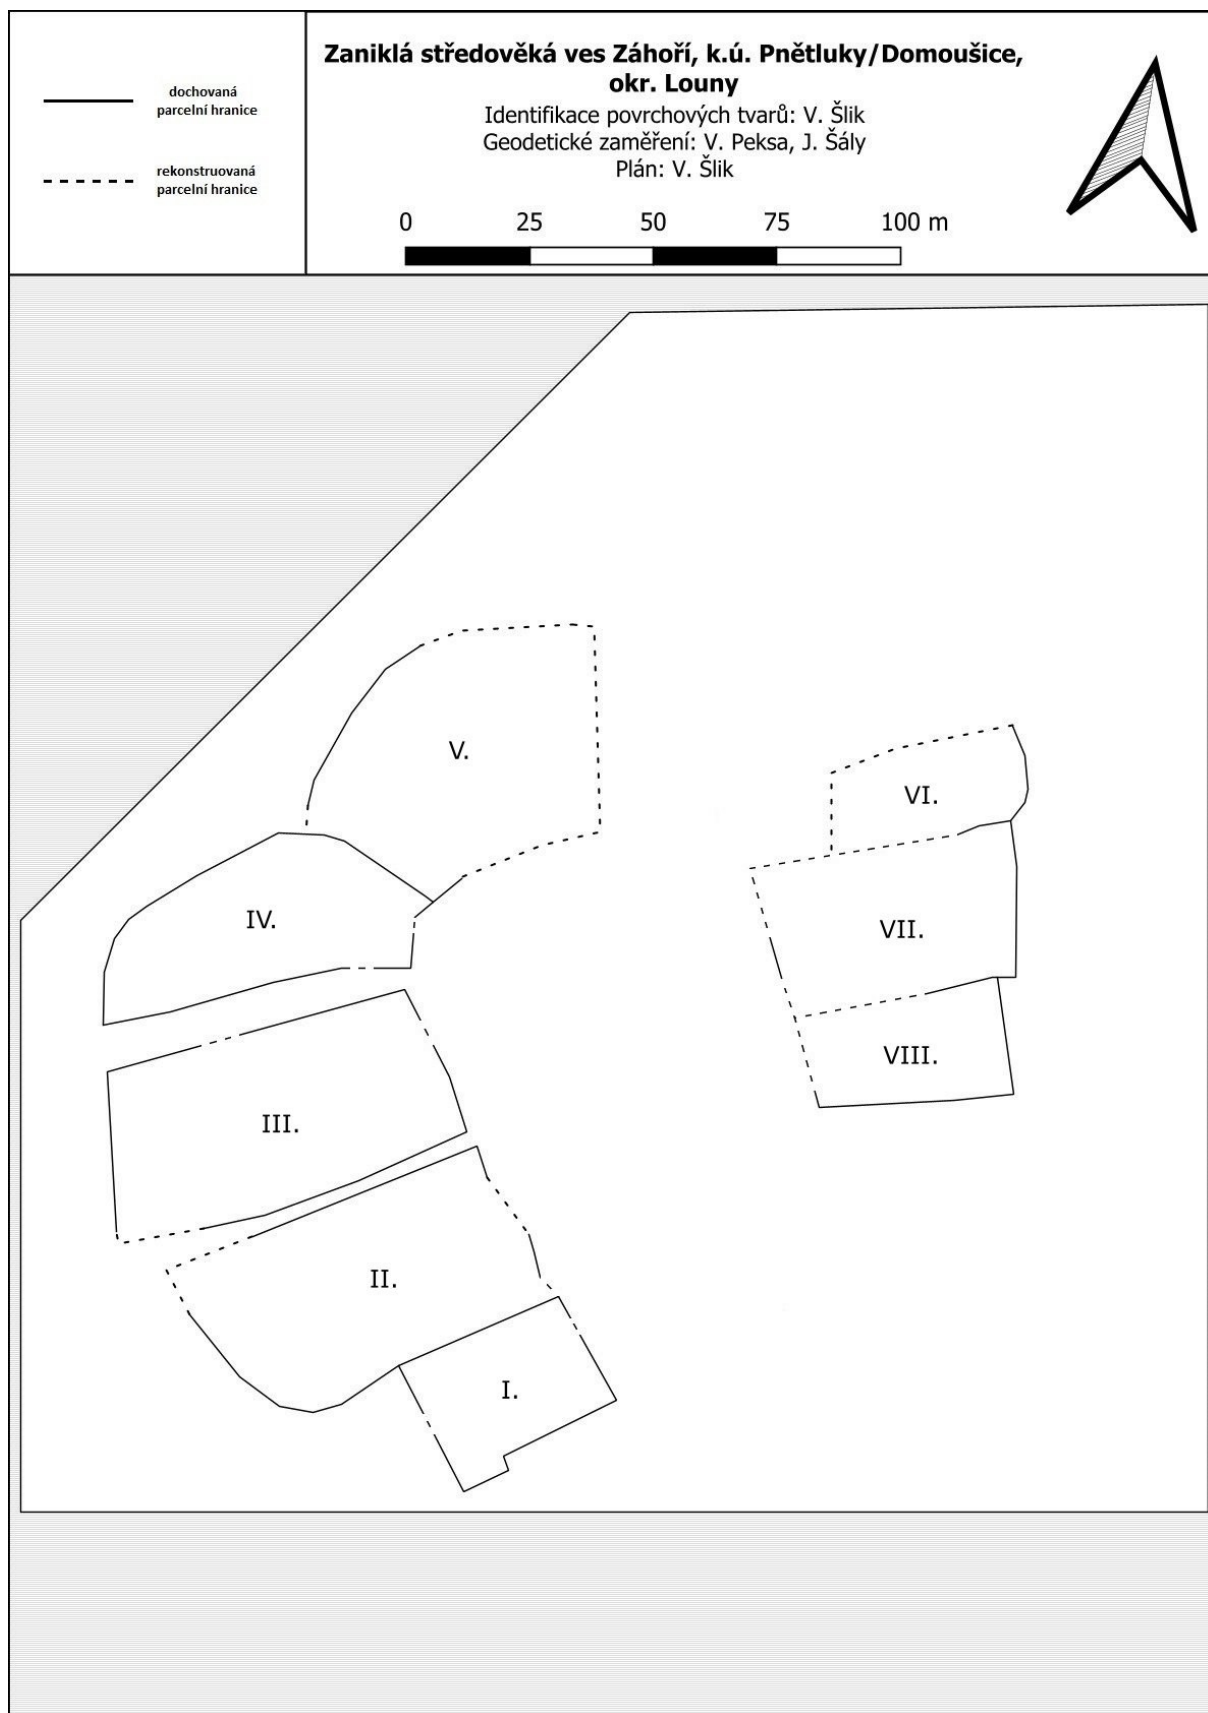 dochovaná
parcelní hranice
rekonstruovaná
parcelní hranice
Zaniklá středověká ves Záhoří, k.ú. Pnětluky/Domoušice,
okr. Louny
Identifikace povrchových tvarů: V. Šlik
Geodetické zaměření: V. Peksa, J. Šály
Plán: V. Šlik
0 25 50 75 100 m
V.
VI.
IV.
VII.
VIII.
III.
II.
I.